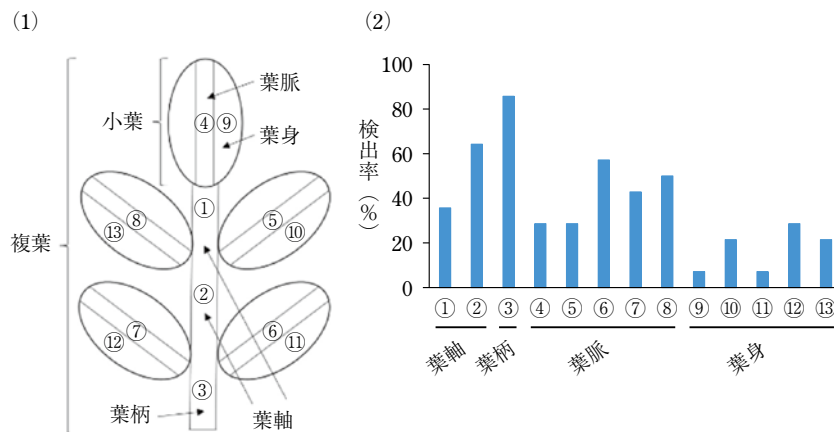 (1)
葉脈
小葉
④ ⑨
葉身
①
⑧
⑤
⑬
⑩
複葉
②
⑦
⑥
⑫
⑪
③
葉柄
葉軸
(2)
検出率(%)
100
80
60
40
20
0
① ② ③ ④ ⑤ ⑥ ⑦ ⑧ ⑨ ⑩ ⑪ ⑫ ⑬
葉軸 葉柄 葉脈 葉身